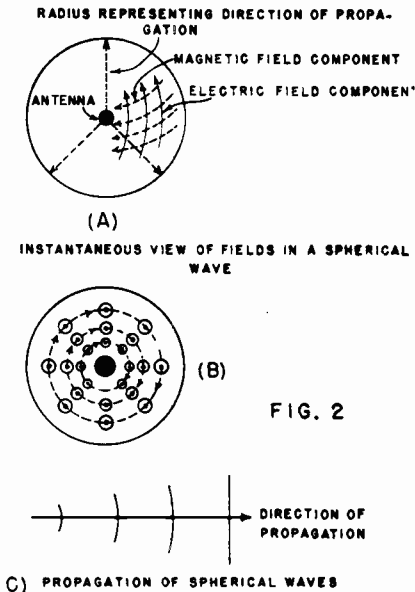 RADIUS REPRESENTING DIRECTION OF PROPA-
GATION
MAGNETIC FIELD COMPONENT
ANTENNA
ELECTRIC FIELD COMPONENT
(A)
INSTANTANEOUS VIEW OF FIELDS IN A SPHERICAL
WAVE
(B)
FIG. 2
DIRECTION OF
PROPAGATION
C) PROPAGATION OF SPHERICAL WAVES